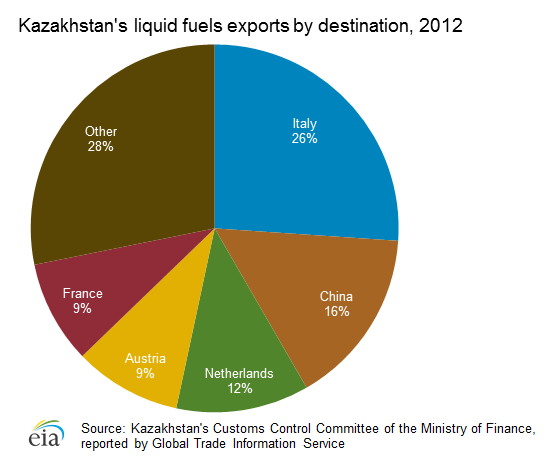 Kazakhstan's liquid fuels exports by destination, 2012
Other
28%
Italy
26%
China
16%
Netherlands
12%
Austria
9%
France
9%
eia
Source: Kazakhstan's Customs Control Committee of the Ministry of Finance,
reported by Global Trade Information Service